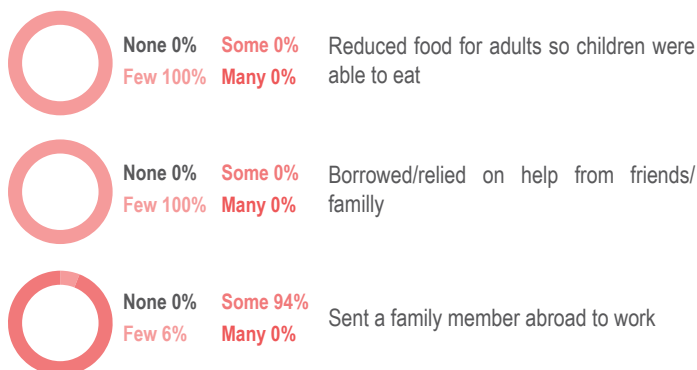 None 0% Some 0%
Few 100% Many 0%
Reduced food for adults so children were
able to eat
None 0% Some 0%
Few 100% Many 0%
Borrowed/relied on help from friends/
familly
None 0% Some 94%
Few 6% Many 0%
Sent a family member abroad to work